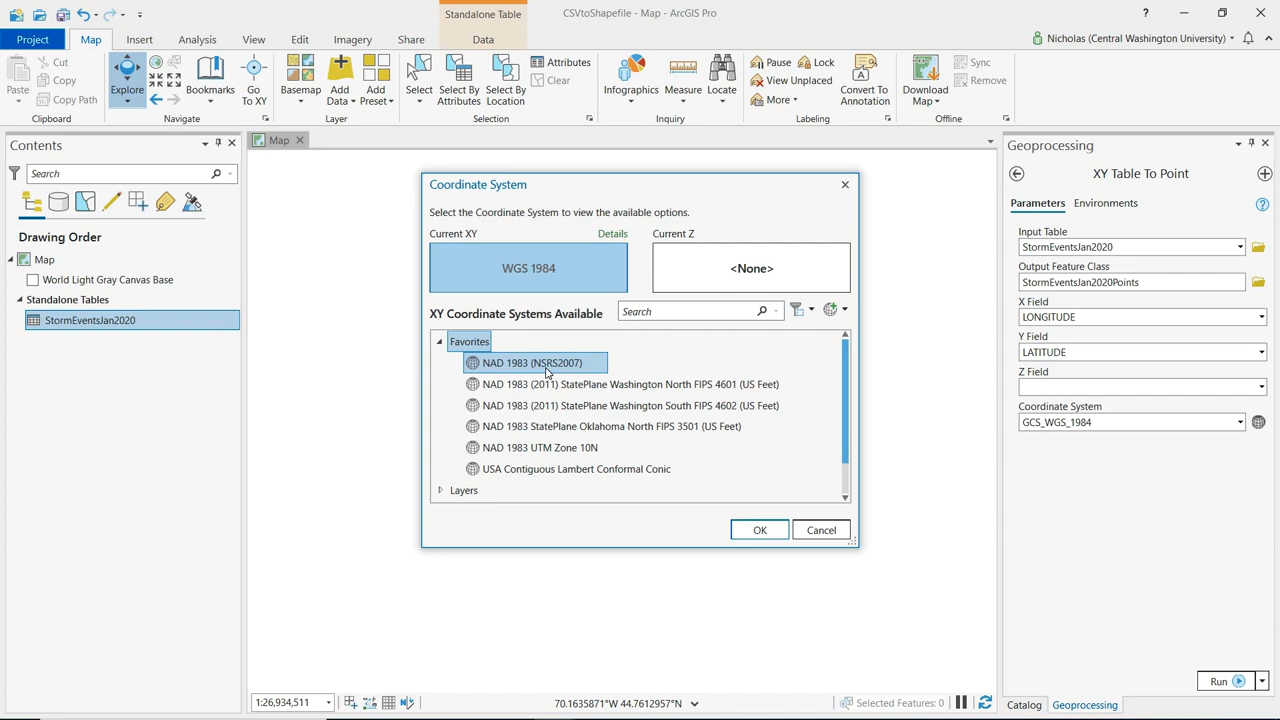 Standalone Table
CSVtoShapefile - Map - ArcGIS Pro
?
Project
Map
Insert
Analysis
View
Edit
Imagery
Share
Data
Nicholas (Central Washington University)
Paste
Cut
Copy
Copy Path
Clipboard
Explore
Bookmarks
Go
To XY
Navigate
Basemap
Add
Data
Add
Preset
Layer
Select
Select By
Attributes
Select By
Location
Attributes
Clear
Selection
Infographics
Measure
Locate
Inquiry
Pause
Lock
View Unplaced
More
Convert To
Annotation
Labeling
Download
Map
Sync
Remove
Offline
Contents
Search
Drawing Order
Map
World Light Gray Canvas Base
Standalone Tables
StormEventsJan2020
Map
Coordinate System
Select the Coordinate System to view the available options.
Current XY
Details
Current Z
WGS 1984
<None>
XY Coordinate Systems Available
Search
Favorites
NAD 1983 (NSRS2007)
NAD 1983 (2011) StatePlane Washington North FIPS 4601 (US Feet)
NAD 1983 (2011) StatePlane Washington South FIPS 4602 (US Feet)
NAD 1983 StatePlane Oklahoma North FIPS 3501 (US Feet)
NAD 1983 UTM Zone 10N
USA Contiguous Lambert Conformal Conic
Layers
OK
Cancel
Geoprocessing
XY Table To Point
Parameters
Environments
?
Input Table
StormEventsJan2020
Output Feature Class
StormEventsJan2020Points
X Field
LONGITUDE
Y Field
LATITUDE
Z Field
Coordinate System
GCS_WGS_1984
Run
1:26,934,511
70.1635871°W 44.7612957°N
Selected Features: 0
Catalog
Geoprocessing